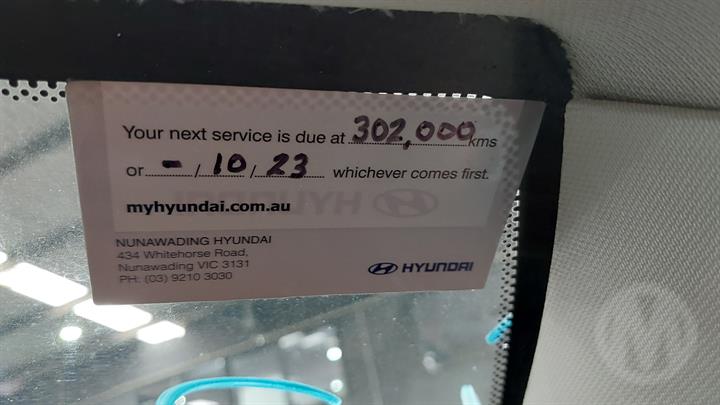 Your next service is due at 302,000 kms
or - / 10 / 23 whichever comes first.
myhyundai.com.au
NUNAWADING HYUNDAI
434 Whitehorse Road,
Nunawading VIC 3131
PH: (03) 9210 3030
HYUNDAI
M